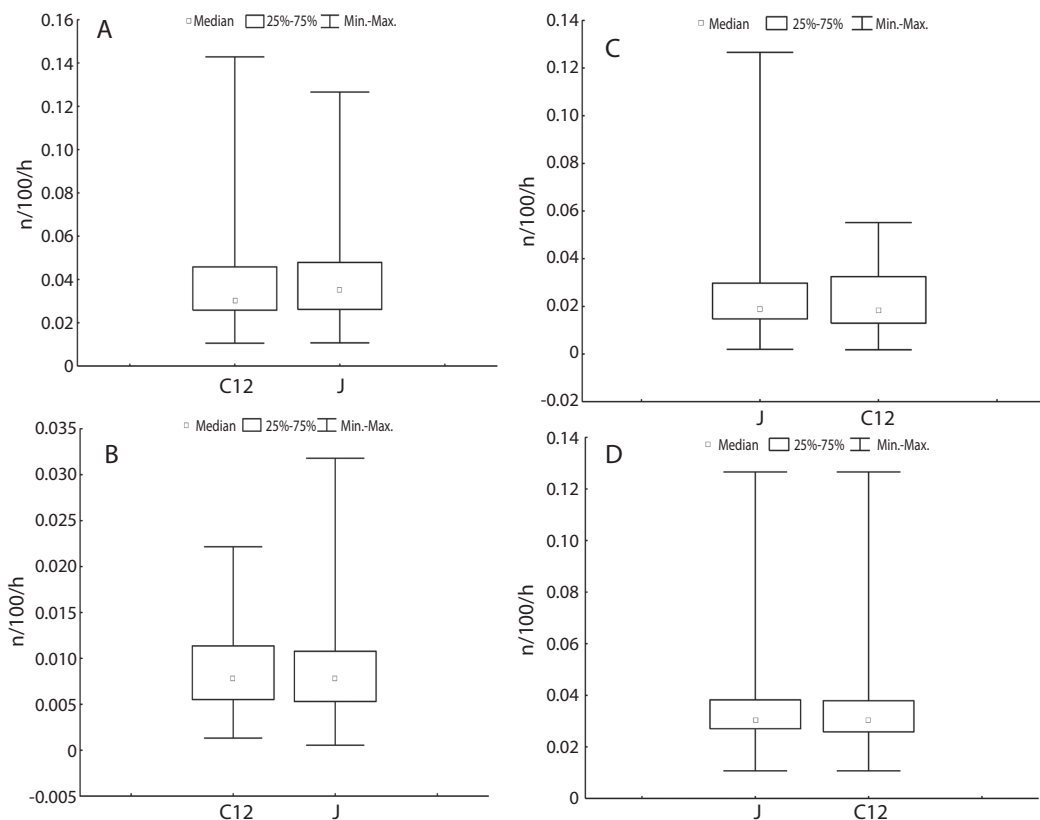 A
Median 25%-75% Min.-Max.
0.16
0.14
0.12
0.10
0.08
0.06
0.04
0.02
0
n/100/h
C12 J
C
Median 25%-75% Min.-Max.
0.14
0.12
0.10
0.08
0.06
0.04
0.02
0
-0.02
n/100/h
J C12
B
Median 25%-75% Min.-Max.
0.035
0.030
0.025
0.020
0.015
0.010
0.005
0
-0.005
n/100/h
C12 J
D
Median 25%-75% Min.-Max.
0.14
0.12
0.10
0.08
0.06
0.04
0.02
0
n/100/h
J C12